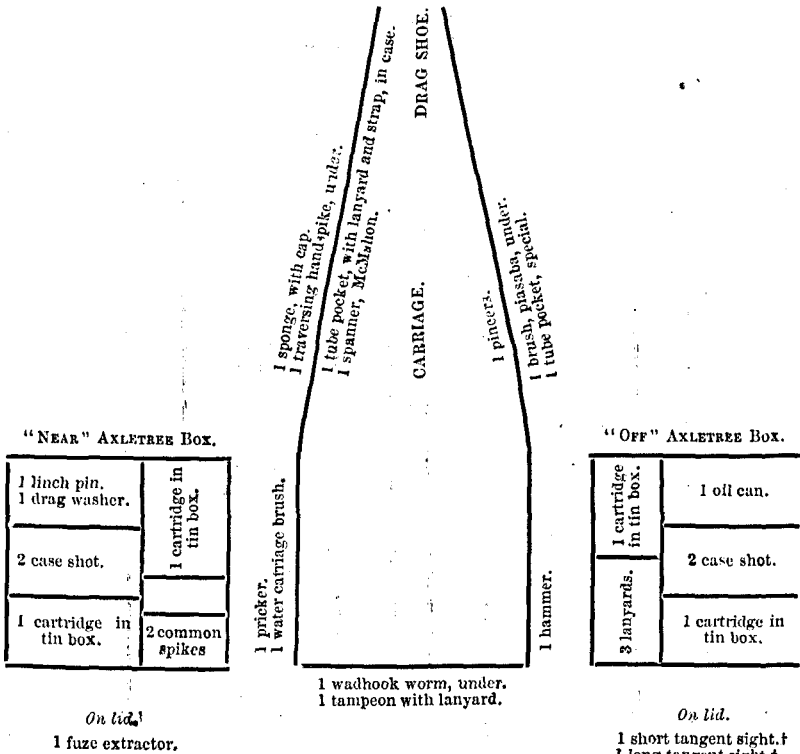 DRAG SHOE.
1 sponge, with cap.
1 traversing handspike, under.
1 tube pocket, with lanyard and strap, in case.
1 spanner, McMahon.
CARRIAGE.
1 pincers.
1 brush, piasaba, under.
1 tube pocket, special.
"NEAR" AXLETREE BOX.
1 linch pin.
1 drag washer.
1 cartridge in
tin box.
2 case shot.
1 cartridge in
tin box.
2 common
spikes
On lid.
1 fuze extractor.
1 pricker.
1 water carriage brush.
1 hammer.
1 wadhook worm, under.
1 tampeon with lanyard.
"OFF" AXLETREE BOX.
1 cartridge
in tin box.
1 oil can.
2 case shot.
3 lanyards.
1 cartridge in
tin box.
On lid.
1 short tangent sight.†
1 long tangent sight.†